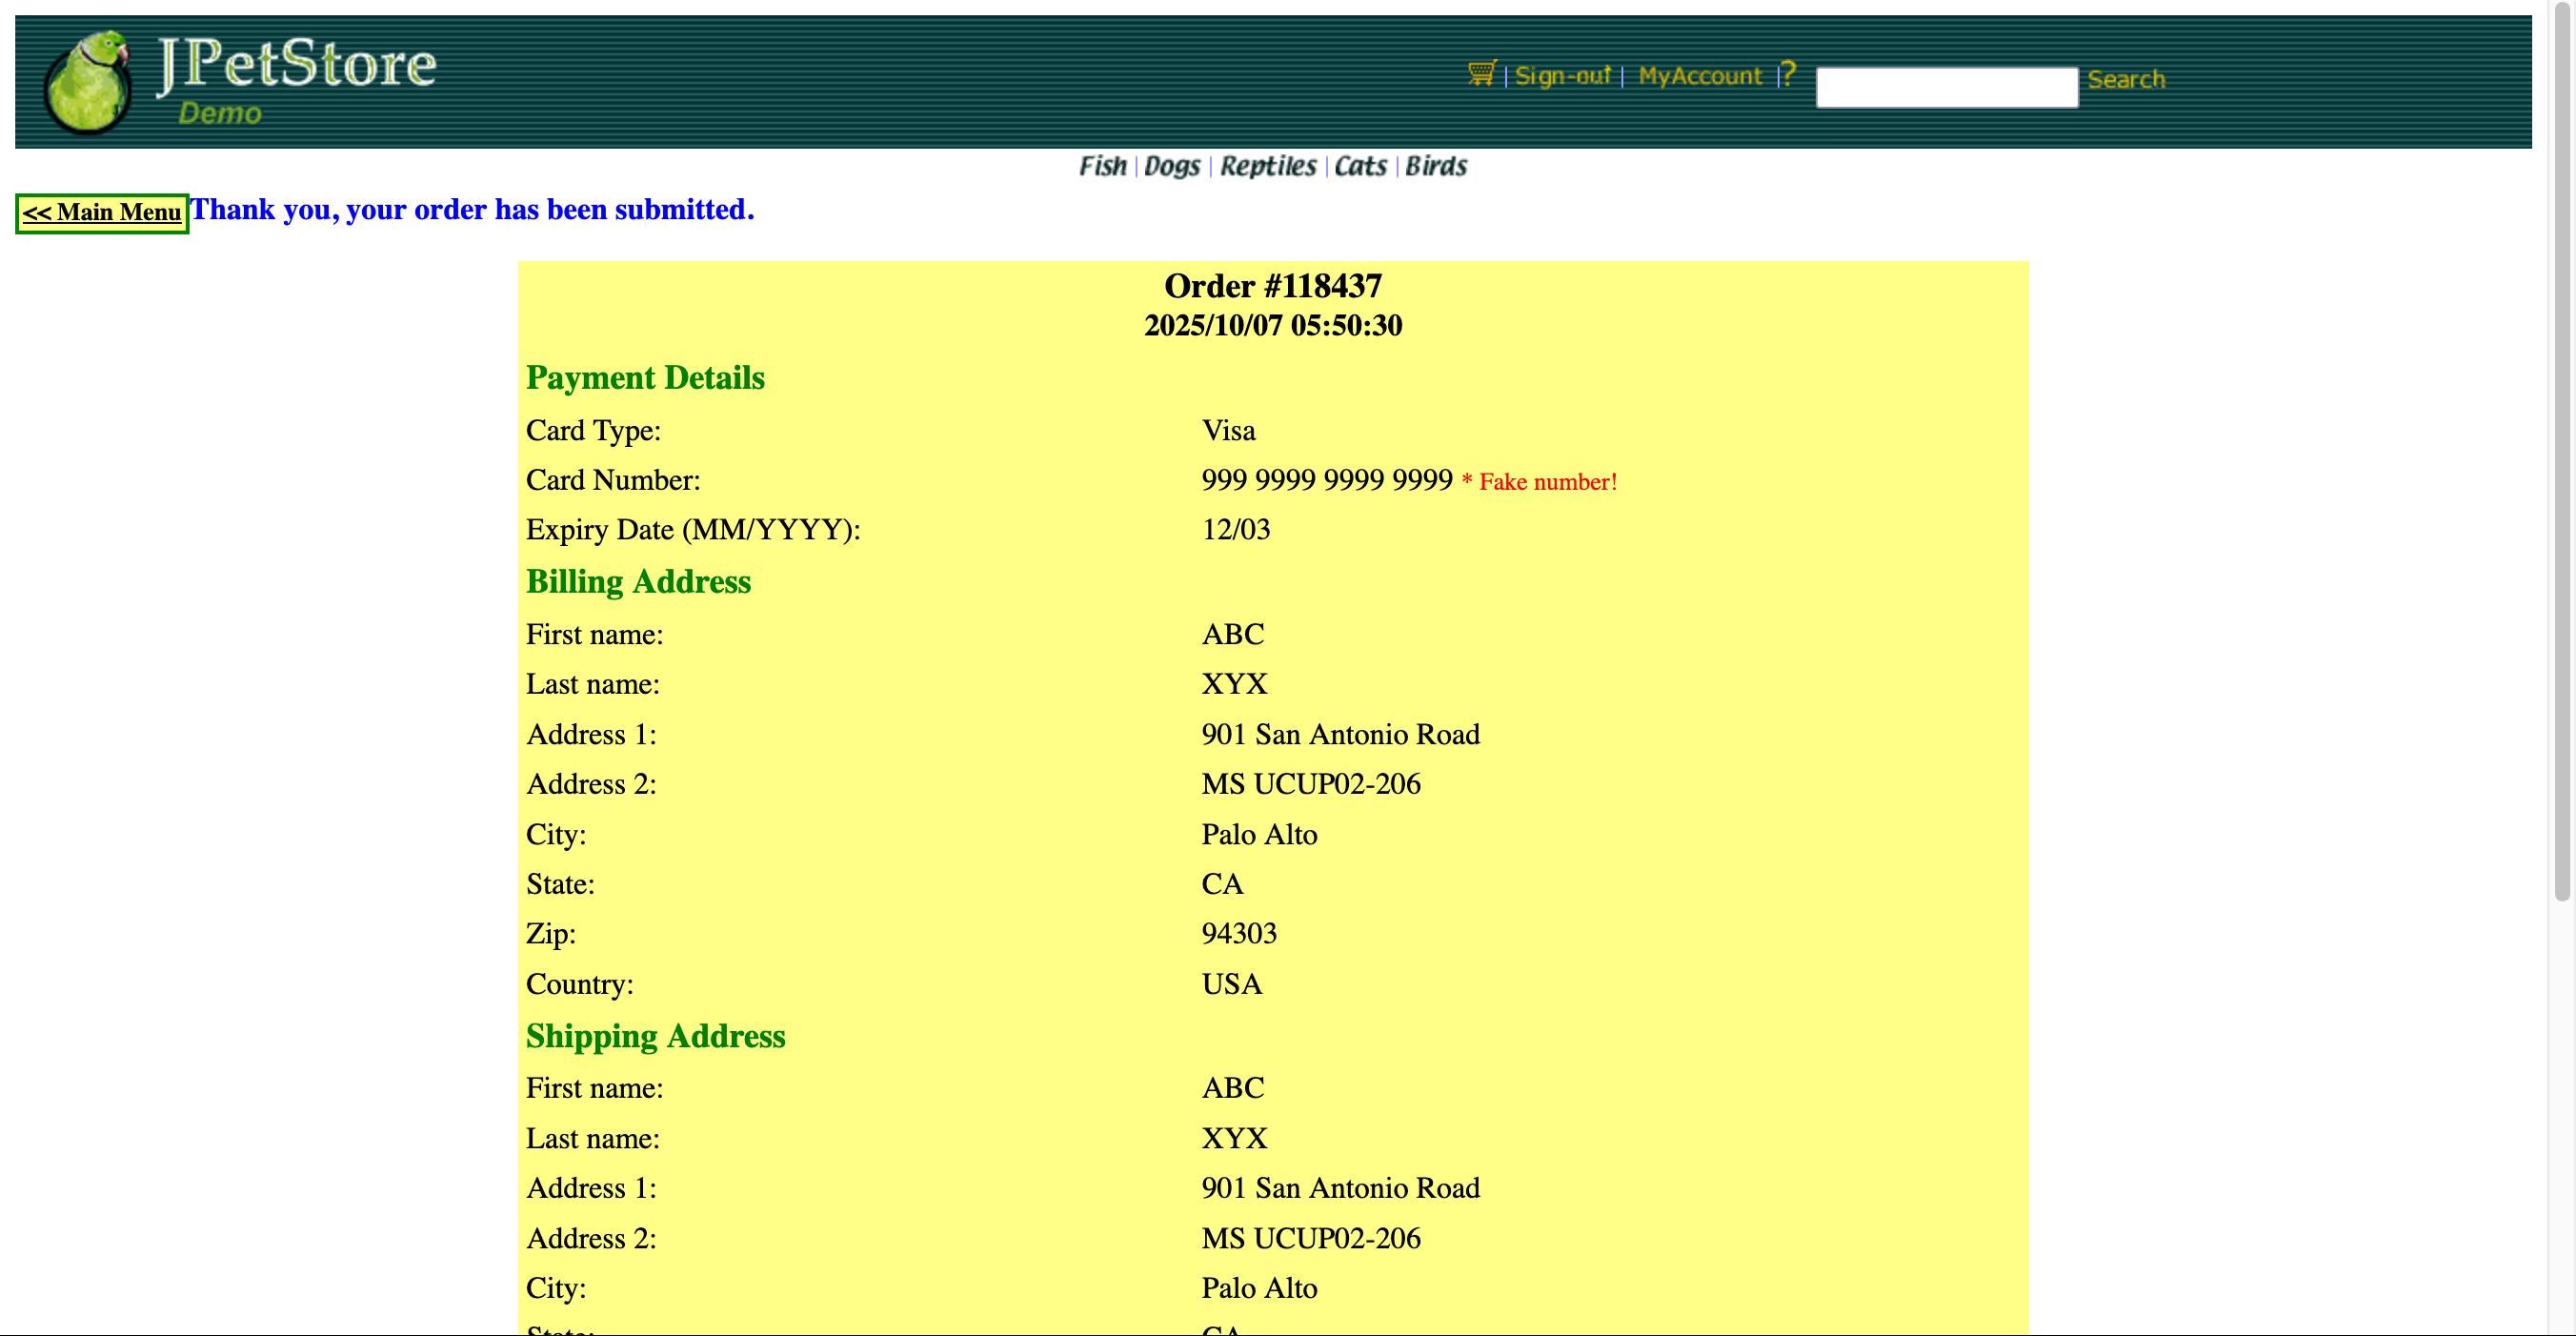 JPetStore
Demo
| Sign-out | MyAccount | ? Search
Fish | Dogs | Reptiles | Cats | Birds
<< Main Menu Thank you, your order has been submitted.
Order #118437
2025/10/07 05:50:30
Payment Details
Card Type: Visa
Card Number: 999 9999 9999 9999 * Fake number!
Expiry Date (MM/YYYY): 12/03
Billing Address
First name: ABC
Last name: XYX
Address 1: 901 San Antonio Road
Address 2: MS UCUP02-206
City: Palo Alto
State: CA
Zip: 94303
Country: USA
Shipping Address
First name: ABC
Last name: XYX
Address 1: 901 San Antonio Road
Address 2: MS UCUP02-206
City: Palo Alto
State: CA